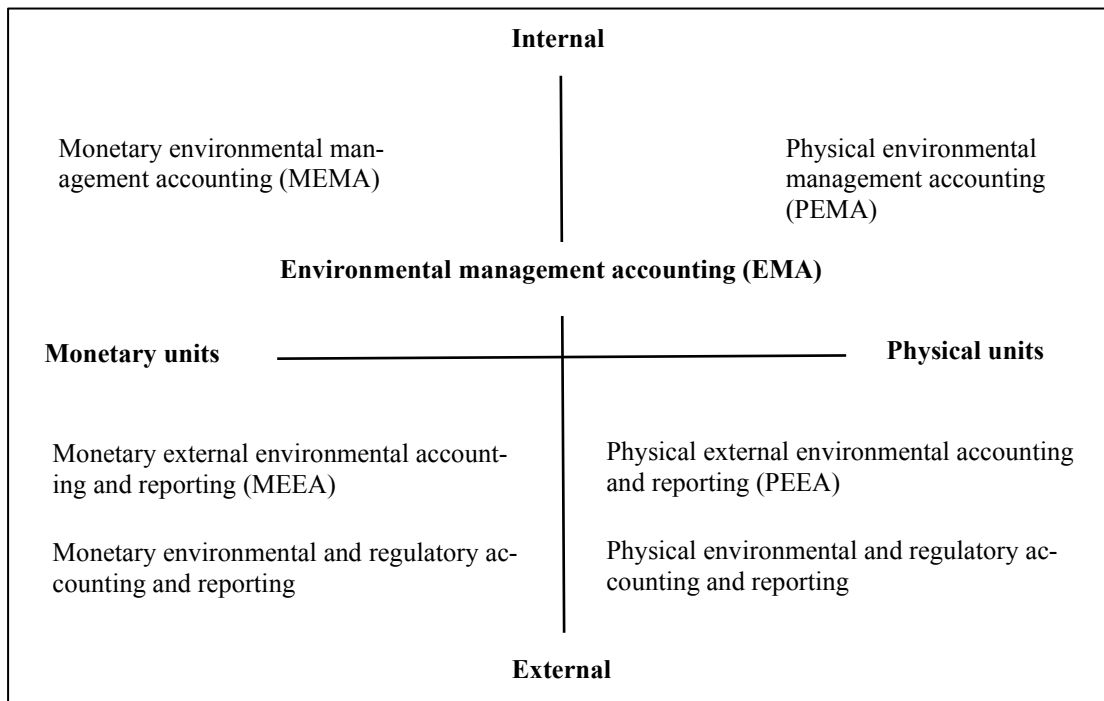 Internal
Monetary environmental man-
agement accounting (MEMA)
Physical environmental
management accounting
(PEMA)
Environmental management accounting (EMA)
Monetary units
Physical units
Monetary external environmental account-
ing and reporting (MEEA)
Physical external environmental accounting
and reporting (PEEA)
Monetary environmental and regulatory ac-
counting and reporting
Physical environmental and regulatory ac-
counting and reporting
External